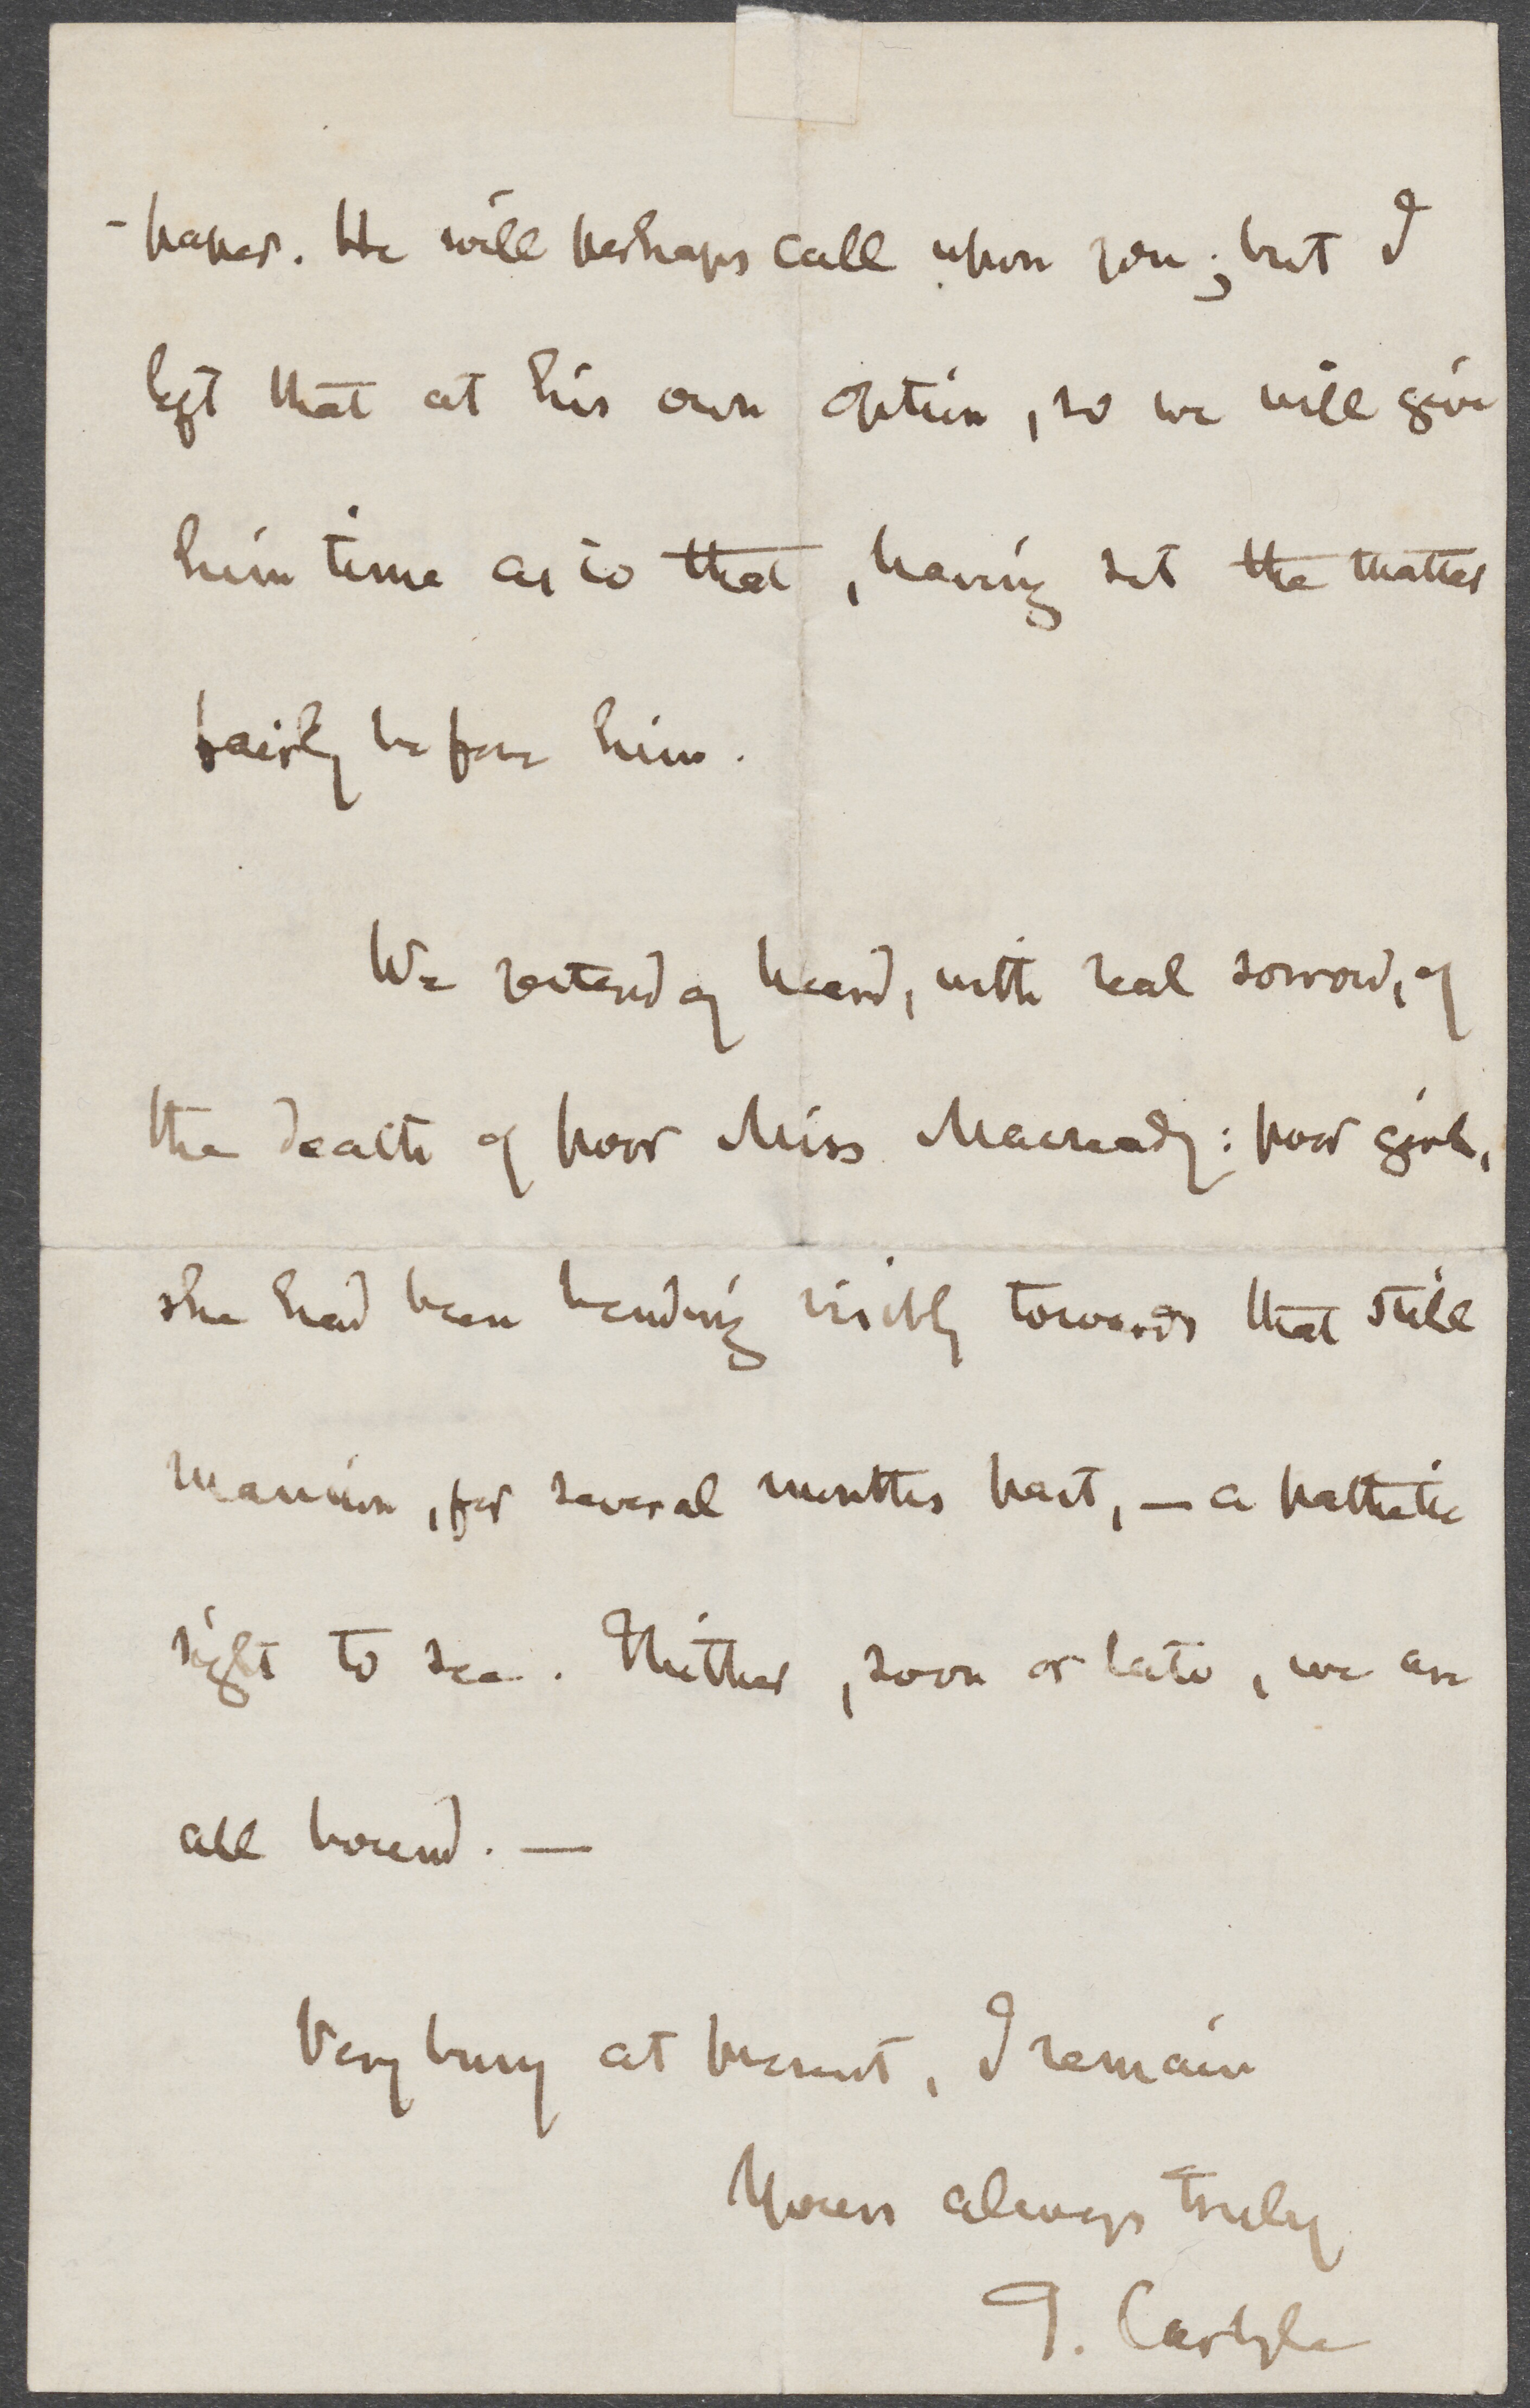 -paper. He will perhaps call upon you; but I
left that at his own option, so we will give
him time as to that, having set the matter
fairly before him.
We yesterday heard, with real sorrow, of
the death of poor Miss Macready: poor girl,
she had been tending visibly towards that still
mansion, for several months past, — a pathetic
sight to see. Thither, soon or late, we are
all bound. —
Very busy at present, I remain
Yours always truly
T. Carlyle